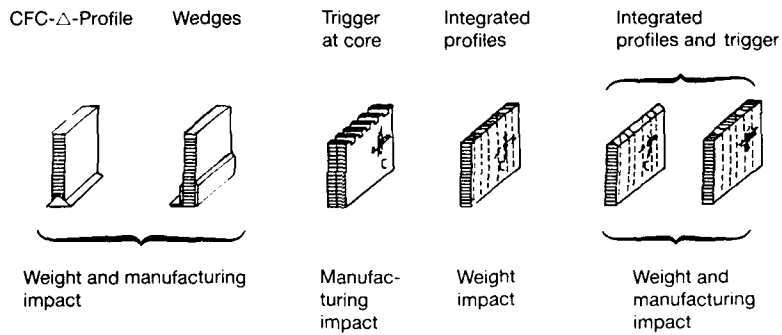 CFC-△-Profile
Wedges
Trigger
at core
Integrated
profiles
Integrated
profiles and trigger
C
C
C
Weight and manufacturing
impact
Manufac-
turing
impact
Weight
impact
Weight and
manufacturing
impact